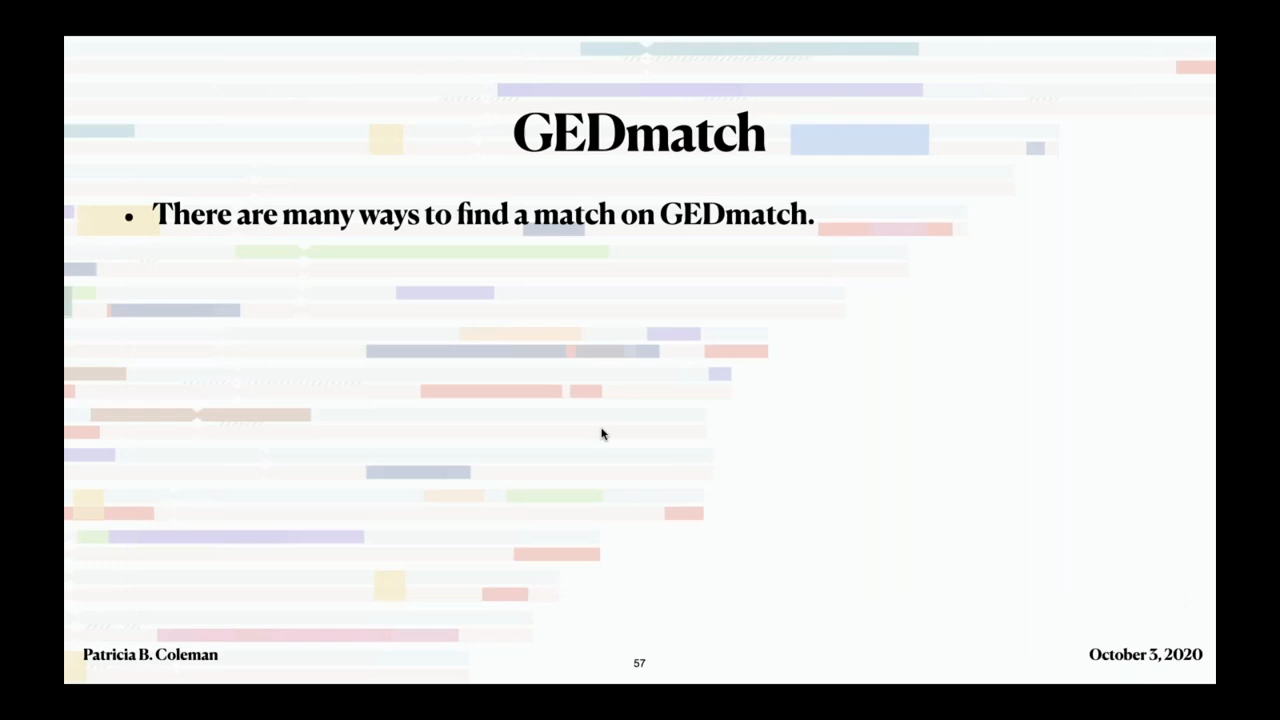 GEDmatch
• There are many ways to find a match on GEDmatch.
Patricia B. Coleman
57
October 3, 2020